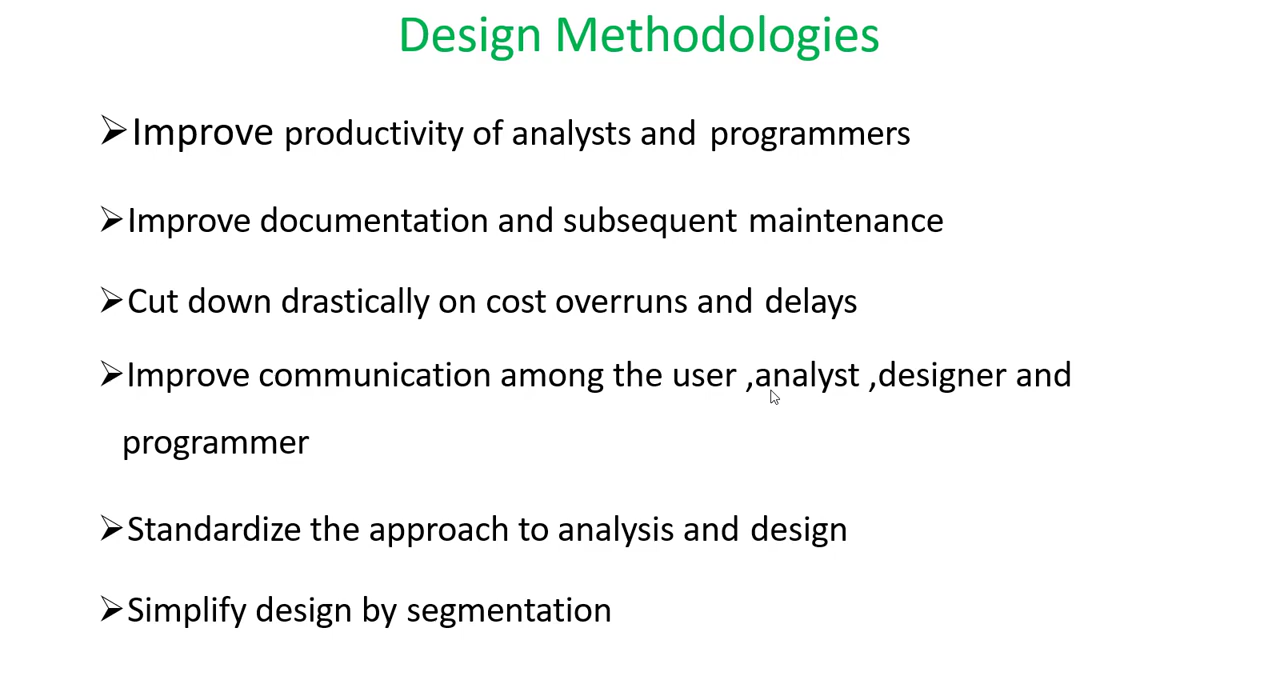 Design Methodologies
➢Improve productivity of analysts and programmers
➢Improve documentation and subsequent maintenance
➢Cut down drastically on cost overruns and delays
➢Improve communication among the user ,analyst ,designer and
programmer
➢Standardize the approach to analysis and design
➢Simplify design by segmentation